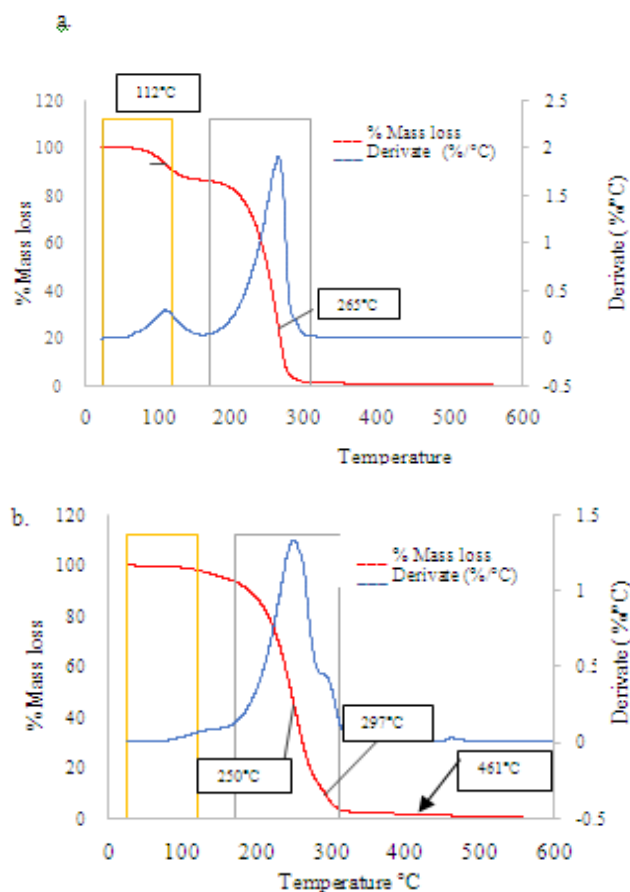 a.
112°C
120
100
80
60
40
20
0
% Mass loss
% Mass loss
Derivate (%/°C)
265°C
2.5
2
1.5
1
0.5
0
-0.5
Derivate ( %/°C)
0 100 200 300 400 500 600
Temperature
b.
120
100
80
60
40
20
0
% Mass loss
% Mass loss
Derivate (%/°C)
297°C
250°C
461°C
1.5
1
0.5
0
-0.5
Derivate ( %/°C)
0 100 200 300 400 500 600
Temperature °C